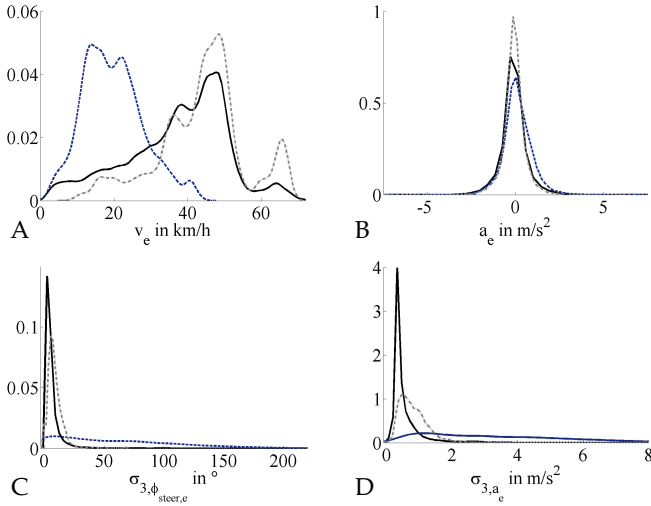 0.06
0.04
0.02
0
0 20 40 60
A v_e in km/h
1
0.5
0
-5 0 5
B a_e in m/s²
0.1
0.05
0
0 50 100 150 200
C σ_3,ϕ_steer,e in °
4
3
2
1
0
0 2 4 6 8
D σ_3,a_e in m/s²